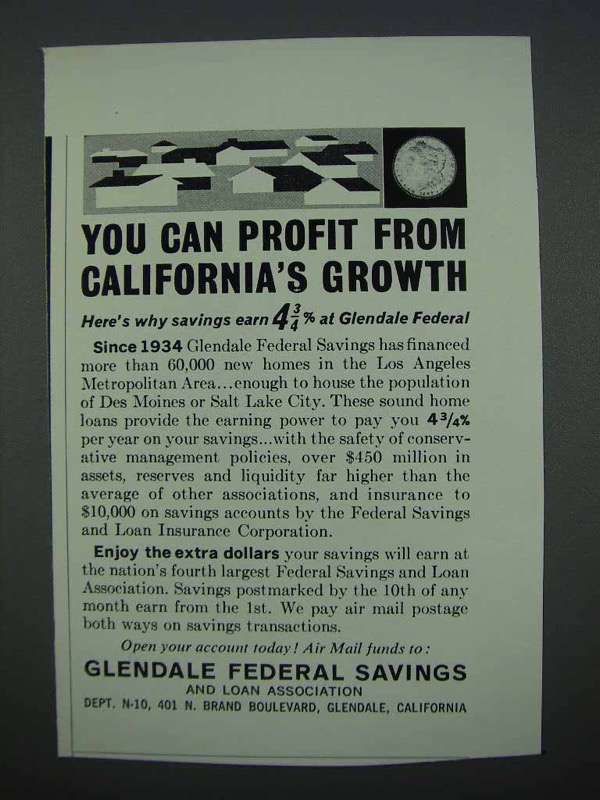 YOU CAN PROFIT FROM
CALIFORNIA'S GROWTH
Here's why savings earn 4 3/4 % at Glendale Federal
Since 1934 Glendale Federal Savings has financed
more than 60,000 new homes in the Los Angeles
Metropolitan Area...enough to house the population
of Des Moines or Salt Lake City. These sound home
loans provide the earning power to pay you 4 3/4%
per year on your savings...with the safety of conserv-
ative management policies, over $450 million in
assets, reserves and liquidity far higher than the
average of other associations, and insurance to
$10,000 on savings accounts by the Federal Savings
and Loan Insurance Corporation.
Enjoy the extra dollars your savings will earn at
the nation's fourth largest Federal Savings and Loan
Association. Savings postmarked by the 10th of any
month earn from the 1st. We pay air mail postage
both ways on savings transactions.
Open your account today! Air Mail funds to:
GLENDALE FEDERAL SAVINGS
AND LOAN ASSOCIATION
DEPT. N-10, 401 N. BRAND BOULEVARD, GLENDALE, CALIFORNIA